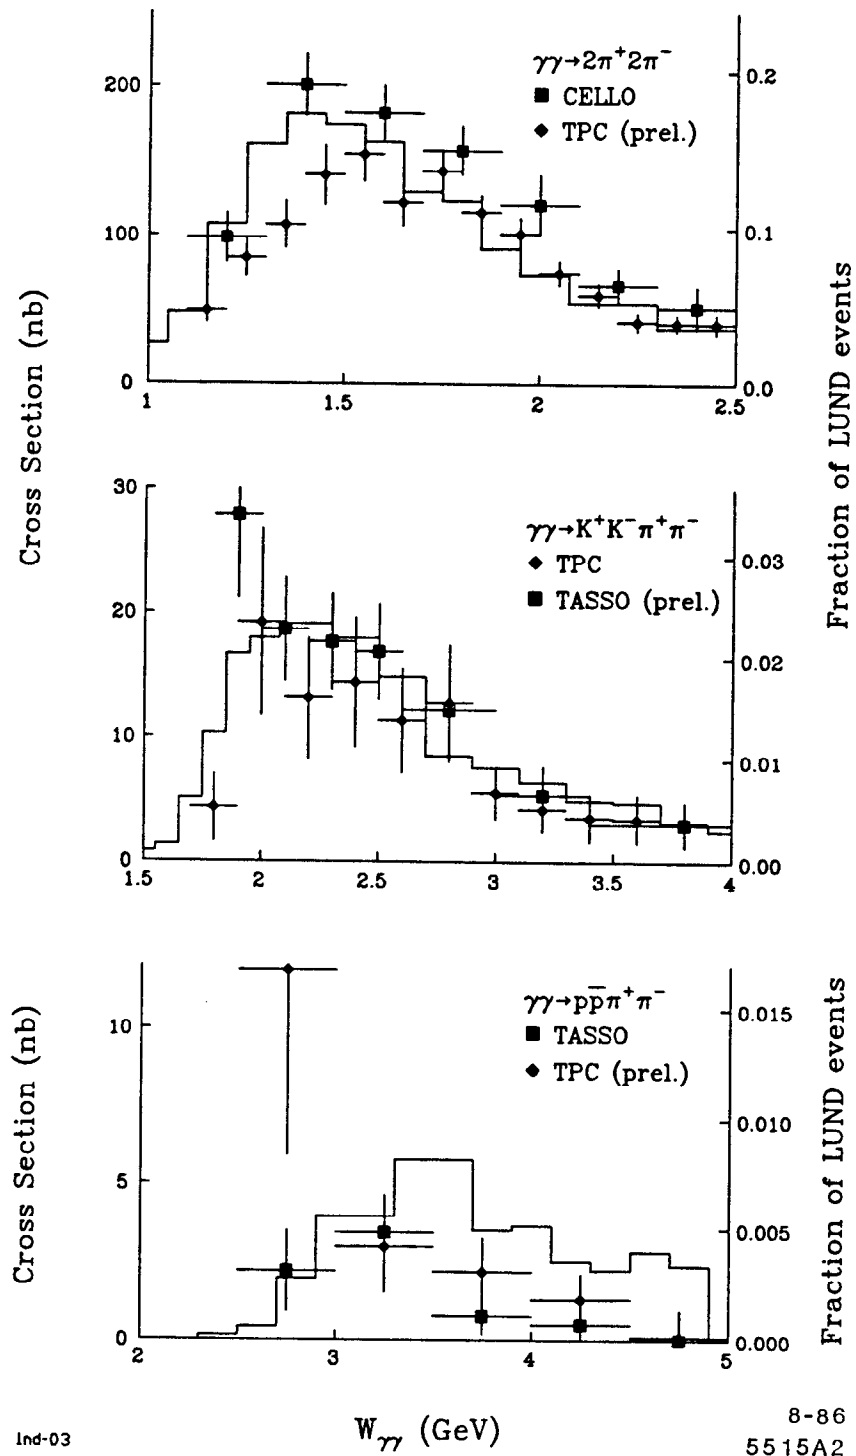 γγ→2π⁺2π⁻
■ CELLO
◆ TPC (prel.)
200
100
0
0.2
0.1
0.0
1
1.5
2
2.5
Cross Section (nb)
Fraction of LUND events
γγ→K⁺K⁻π⁺π⁻
◆ TPC
■ TASSO (prel.)
30
20
10
0
0.03
0.02
0.01
0.00
1.5
2
2.5
3
3.5
4
γγ→pp̅π⁺π⁻
■ TASSO
◆ TPC (prel.)
10
5
0
0.015
0.010
0.005
0.000
2
3
4
5
Cross Section (nb)
Fraction of LUND events
Wγγ (GeV)
lnd-03
8-86
5515A2